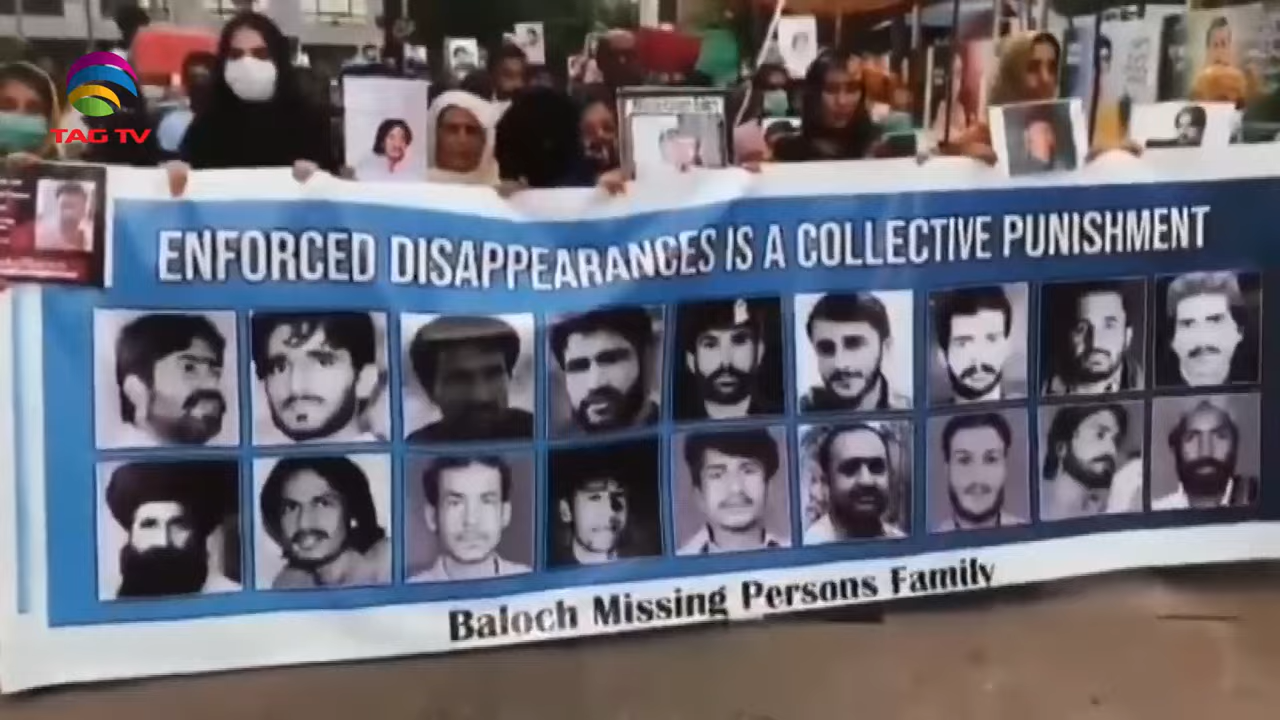 TAG TV
ENFORCED DISAPPEARANCES IS A COLLECTIVE PUNISHMENT
Baloch Missing Persons Family